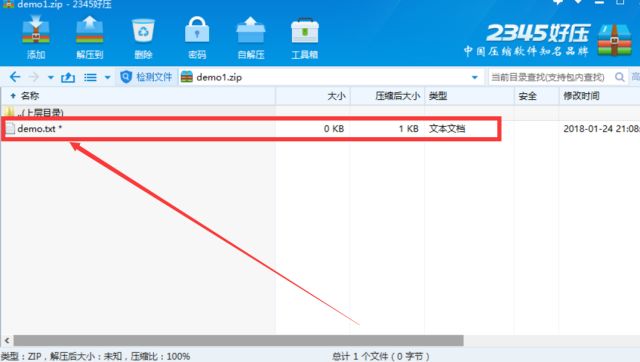 demo1.zip - 2345好压
添加 解压到 删除 密码 自解压 工具箱
2345好压
中国压缩软件知名品牌
检测文件 demo1.zip 当前目录查找(支持包内查找)
名称 大小 压缩后大小 类型 安全 修改时间
..(上层目录)
demo.txt * 0 KB 1 KB 文本文档 2018-01-24 21:08
类型：ZIP，解压后大小：未知，压缩比：100% 总计 1 个文件（0 字节）